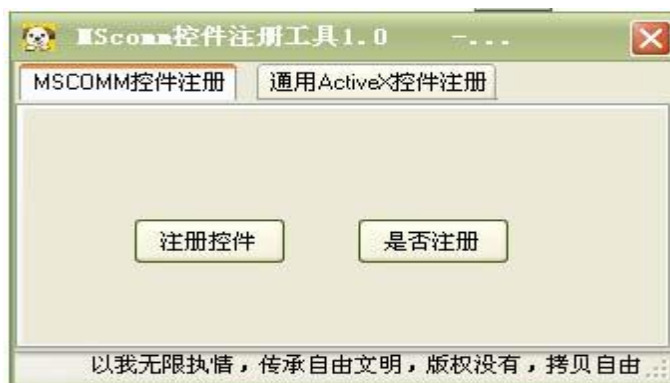 MScomm控件注册工具1.0 -...
MSCOMM控件注册 通用ActiveX控件注册
注册控件 是否注册
以我无限执情，传承自由文明，版权没有，拷贝自由